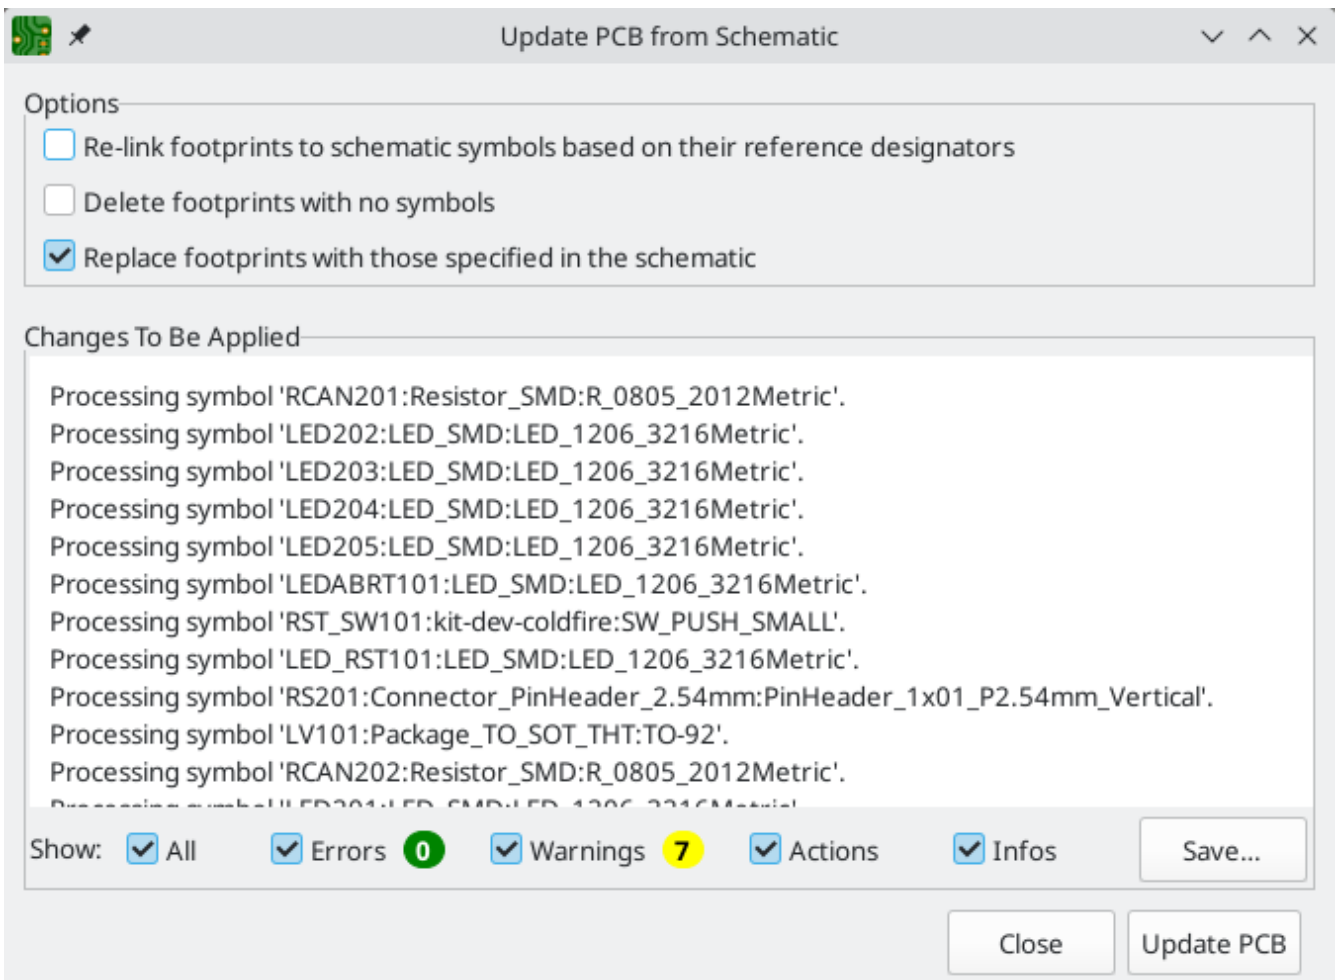 Update PCB from Schematic
Options
Re-link footprints to schematic symbols based on their reference designators
Delete footprints with no symbols
Replace footprints with those specified in the schematic
Changes To Be Applied
Processing symbol 'RCAN201:Resistor_SMD:R_0805_2012Metric'.
Processing symbol 'LED202:LED_SMD:LED_1206_3216Metric'.
Processing symbol 'LED203:LED_SMD:LED_1206_3216Metric'.
Processing symbol 'LED204:LED_SMD:LED_1206_3216Metric'.
Processing symbol 'LED205:LED_SMD:LED_1206_3216Metric'.
Processing symbol 'LEDABRT101:LED_SMD:LED_1206_3216Metric'.
Processing symbol 'RST_SW101:kit-dev-coldfire:SW_PUSH_SMALL'.
Processing symbol 'LED_RST101:LED_SMD:LED_1206_3216Metric'.
Processing symbol 'RS201:Connector_PinHeader_2.54mm:PinHeader_1x01_P2.54mm_Vertical'.
Processing symbol 'LV101:Package_TO_SOT_THT:TO-92'.
Processing symbol 'RCAN202:Resistor_SMD:R_0805_2012Metric'.
Processing symbol 'LED201:LED_SMD:LED_1206_3216Metric'.
Show: All Errors 0 Warnings 7 Actions Infos Save...
Close Update PCB